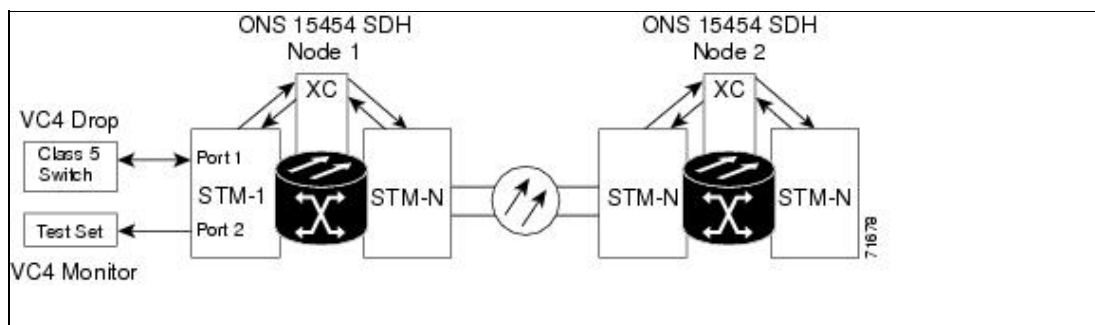 ONS 15454 SDH
Node 1
ONS 15454 SDH
Node 2
XC
XC
VC4 Drop
Class 5
Switch
Port 1
STM-1
STM-N
STM-N
STM-N
Test Set
Port 2
VC4 Monitor
71679